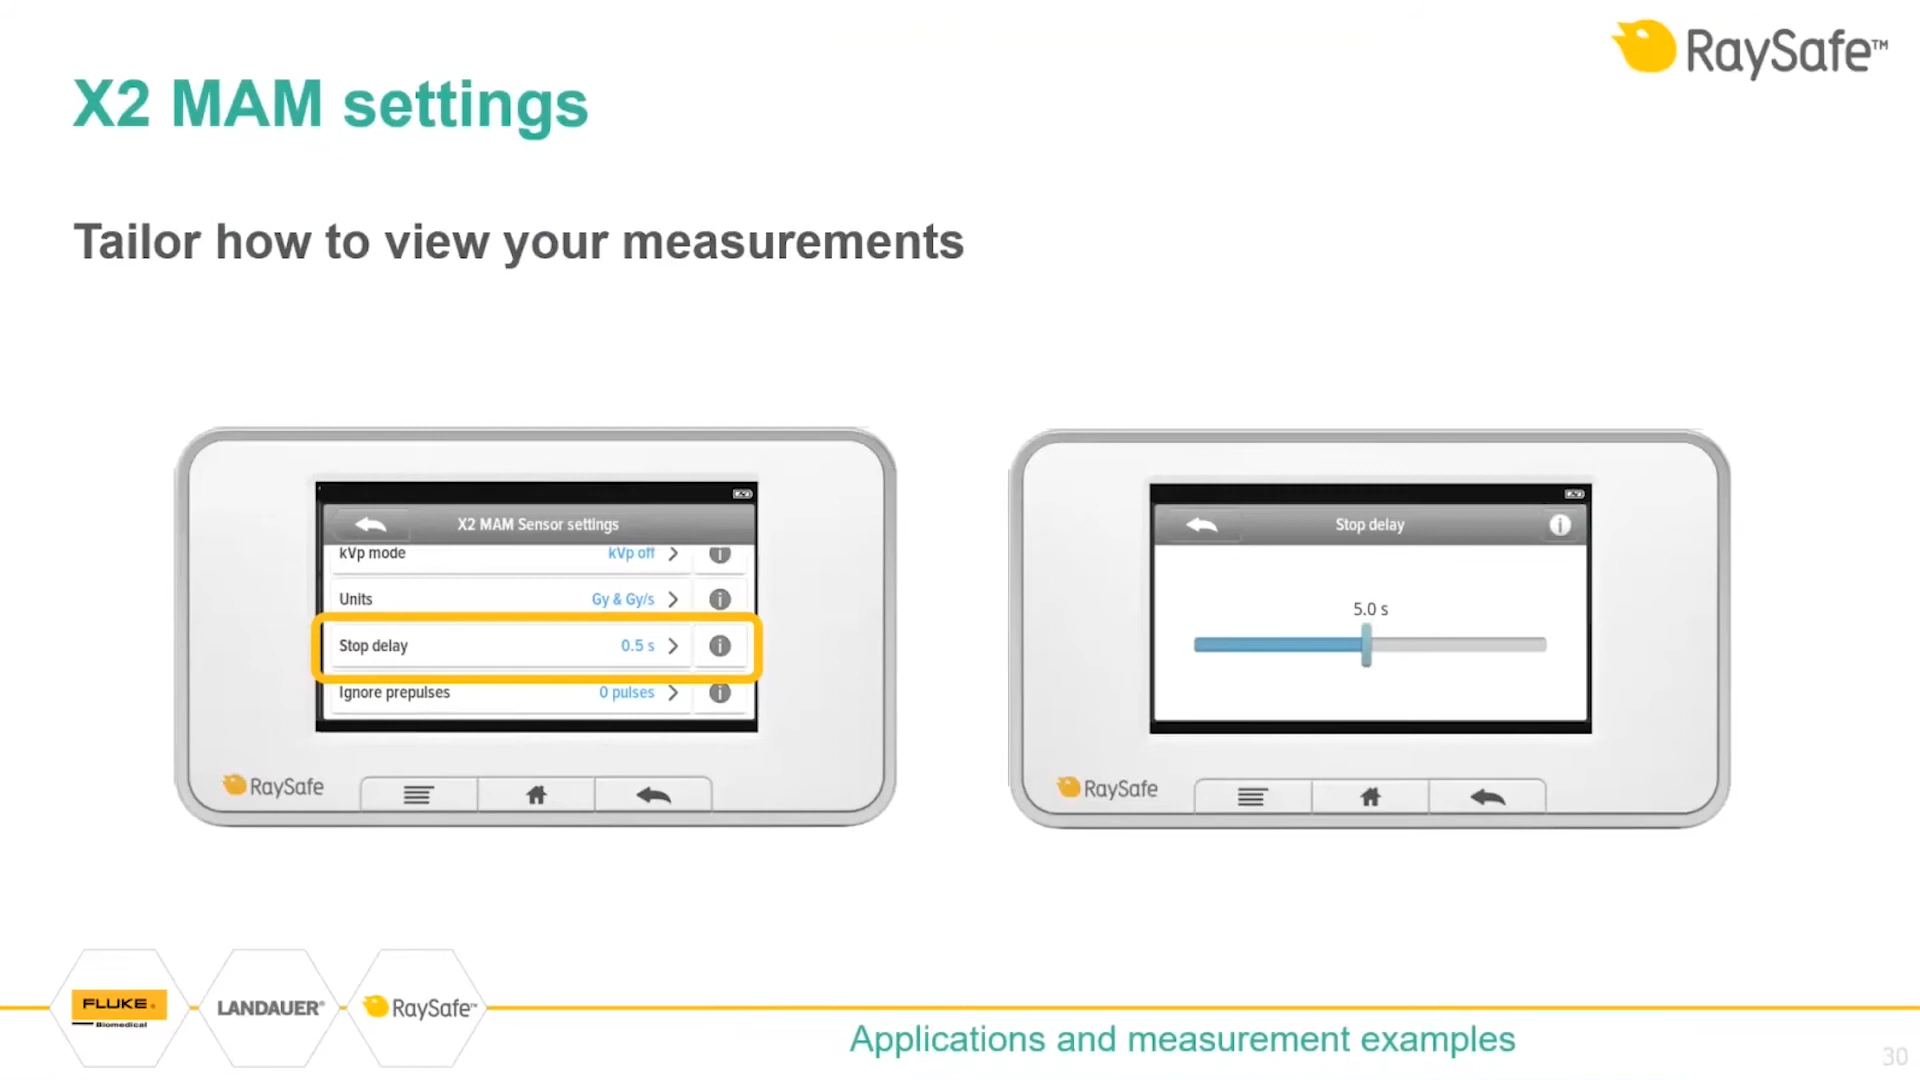 RaySafe™
X2 MAM settings
Tailor how to view your measurements
X2 MAM Sensor settings
kVp mode kVp off
Units Gy & Gy/s
Stop delay 0.5 s
Ignore prepulses 0 pulses
RaySafe
Stop delay
5.0 s
RaySafe
FLUKE®
Biomedical
LANDAUER®
RaySafe™
Applications and measurement examples
30